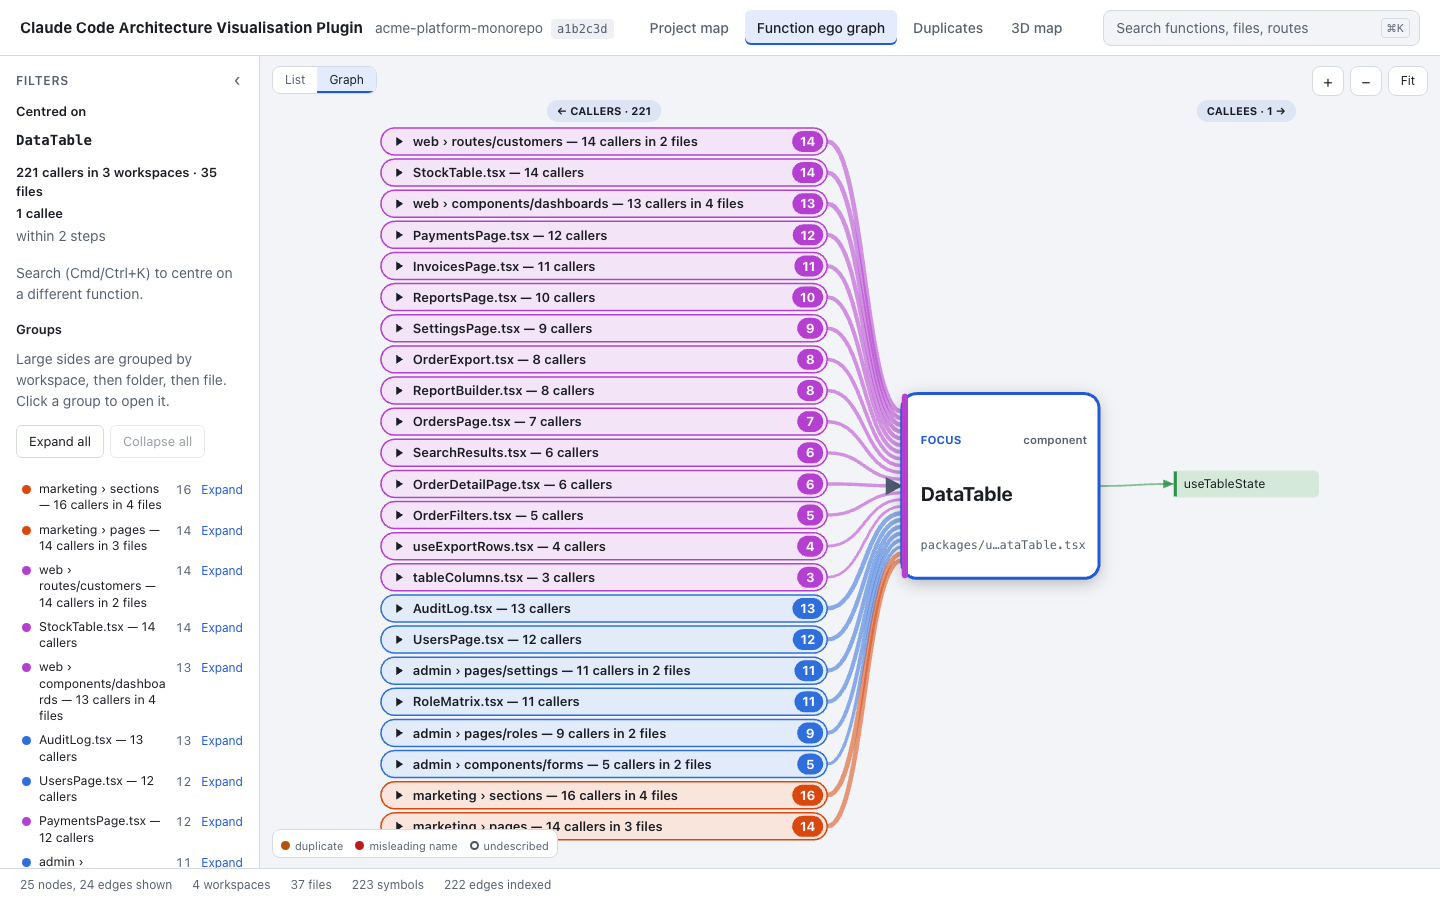 Claude Code Architecture Visualisation Plugin
acme-platform-monorepo
a1b2c3d
Project map
Function ego graph
Duplicates
3D map
Search functions, files, routes
⌘K
FILTERS
Centred on
DataTable
221 callers in 3 workspaces · 35
files
1 callee
within 2 steps
Search (Cmd/Ctrl+K) to centre on
a different function.
Groups
Large sides are grouped by
workspace, then folder, then file.
Click a group to open it.
Expand all
Collapse all
marketing › sections
— 16 callers in 4 files
16
Expand
marketing › pages —
14 callers in 3 files
14
Expand
web ›
routes/customers —
14 callers in 2 files
14
Expand
StockTable.tsx — 14
callers
14
Expand
web ›
components/dashboa
rds — 13 callers in 4
files
13
Expand
AuditLog.tsx — 13
callers
13
Expand
UsersPage.tsx — 12
callers
12
Expand
PaymentsPage.tsx —
12 callers
12
Expand
admin ›
11
Expand
List
Graph
+
−
Fit
← CALLERS · 221
CALLEES · 1 →
web › routes/customers — 14 callers in 2 files
14
StockTable.tsx — 14 callers
14
web › components/dashboards — 13 callers in 4 files
13
PaymentsPage.tsx — 12 callers
12
InvoicesPage.tsx — 11 callers
11
ReportsPage.tsx — 10 callers
10
SettingsPage.tsx — 9 callers
9
OrderExport.tsx — 8 callers
8
ReportBuilder.tsx — 8 callers
8
OrdersPage.tsx — 7 callers
7
SearchResults.tsx — 6 callers
6
OrderDetailPage.tsx — 6 callers
6
OrderFilters.tsx — 5 callers
5
useExportRows.tsx — 4 callers
4
tableColumns.tsx — 3 callers
3
AuditLog.tsx — 13 callers
13
UsersPage.tsx — 12 callers
12
admin › pages/settings — 11 callers in 2 files
11
RoleMatrix.tsx — 11 callers
11
admin › pages/roles — 9 callers in 2 files
9
admin › components/forms — 5 callers in 2 files
5
marketing › sections — 16 callers in 4 files
16
marketing › pages — 14 callers in 3 files
14
FOCUS
component
DataTable
packages/u…ataTable.tsx
useTableState
duplicate
misleading name
undescribed
25 nodes, 24 edges shown
4 workspaces
37 files
223 symbols
222 edges indexed